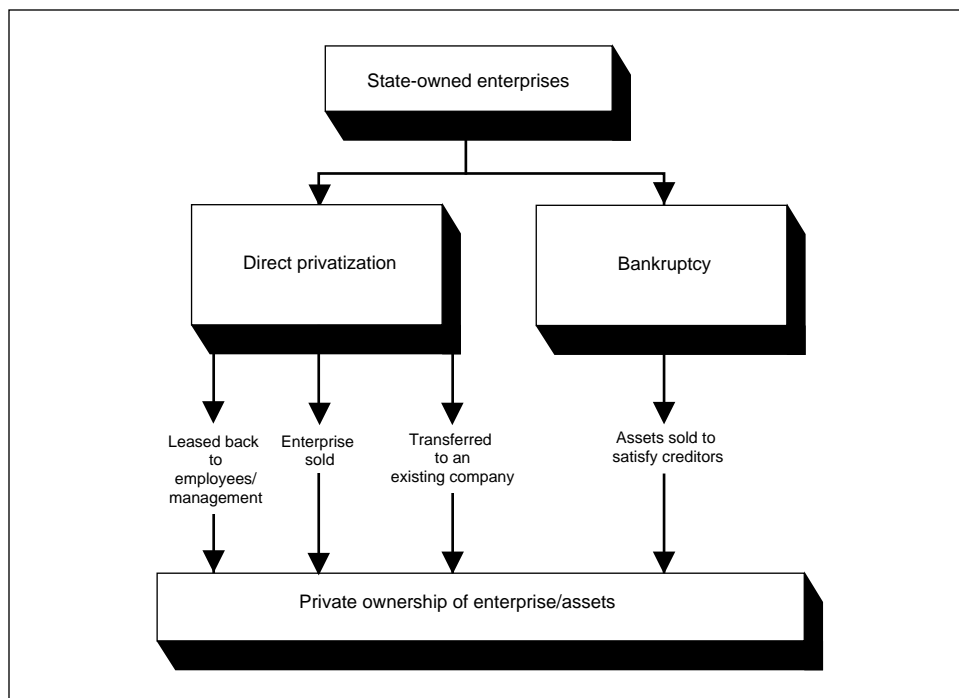 State-owned enterprises
Direct privatization
Bankruptcy
Leased back
to
employees/
management
Enterprise
sold
Transferred
to an
existing company
Assets sold to
satisfy creditors
Private ownership of enterprise/assets